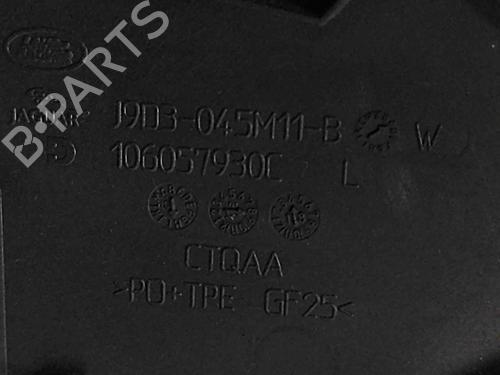 B-PARTS
JAGUAR
J9D3-045M11-B
W
106057930C
L
CTQAA
>PO+TPE GF25<